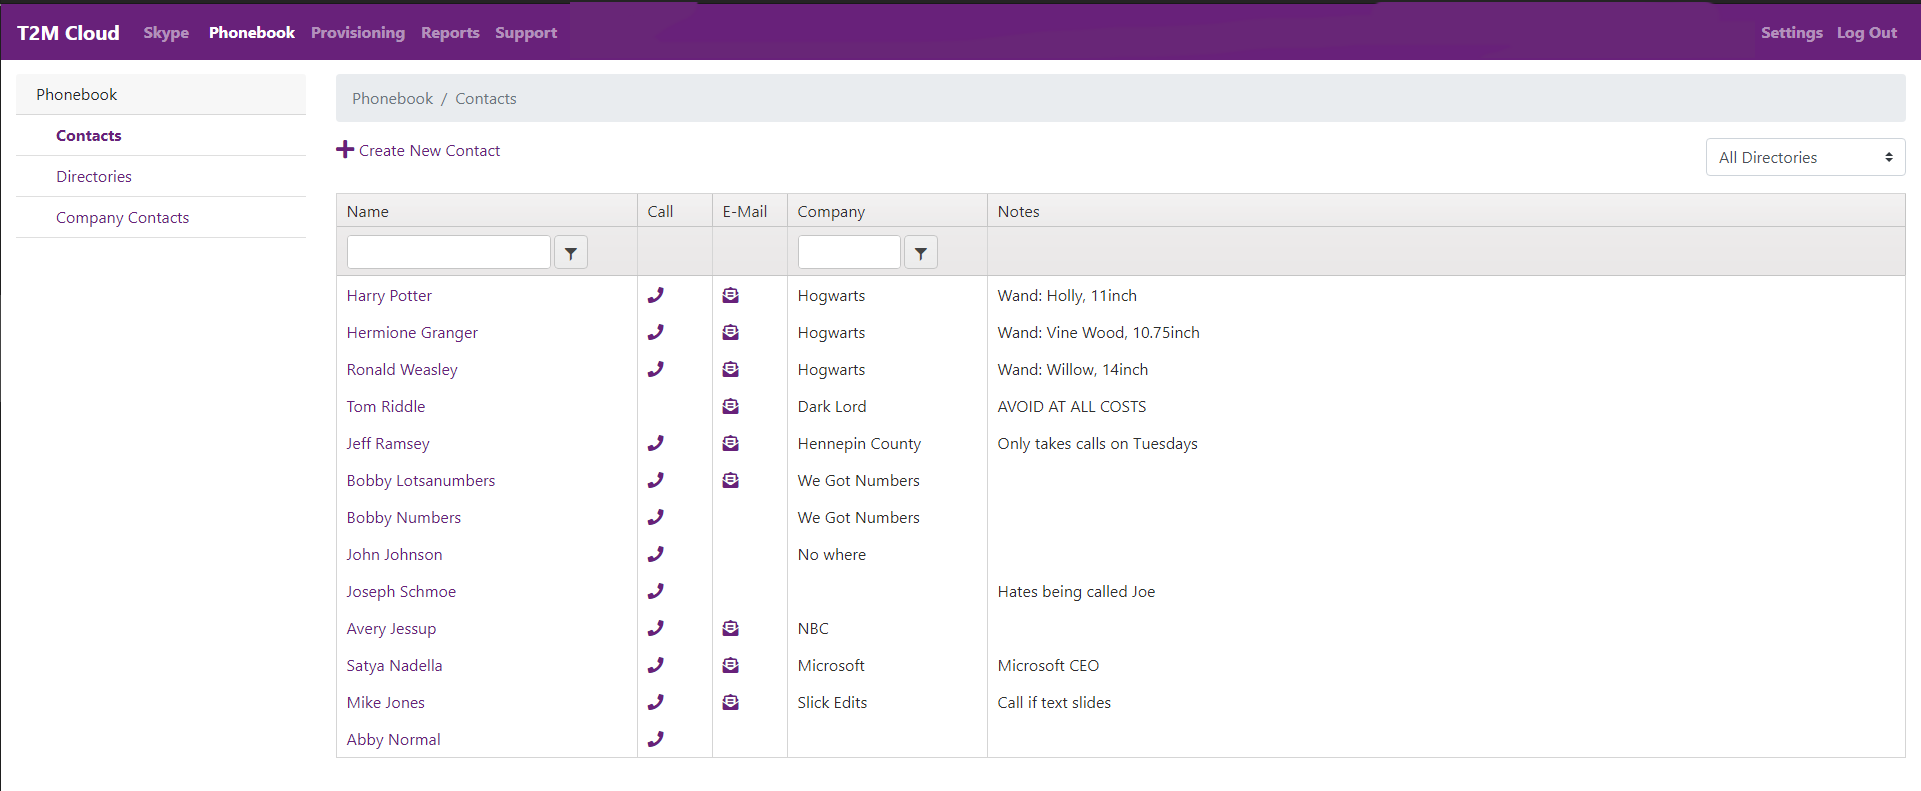 T2M Cloud Skype Phonebook Provisioning Reports Support Settings Log Out
Phonebook
Contacts
Directories
Company Contacts
Phonebook / Contacts
Create New Contact
All Directories
Name Call E-Mail Company Notes
Harry Potter Hogwarts Wand: Holly, 11inch
Hermione Granger Hogwarts Wand: Vine Wood, 10.75inch
Ronald Weasley Hogwarts Wand: Willow, 14inch
Tom Riddle Dark Lord AVOID AT ALL COSTS
Jeff Ramsey Hennepin County Only takes calls on Tuesdays
Bobby Lotsanumbers We Got Numbers
Bobby Numbers We Got Numbers
John Johnson No where
Joseph Schmoe Hates being called Joe
Avery Jessup NBC
Satya Nadella Microsoft Microsoft CEO
Mike Jones Slick Edits Call if text slides
Abby Normal